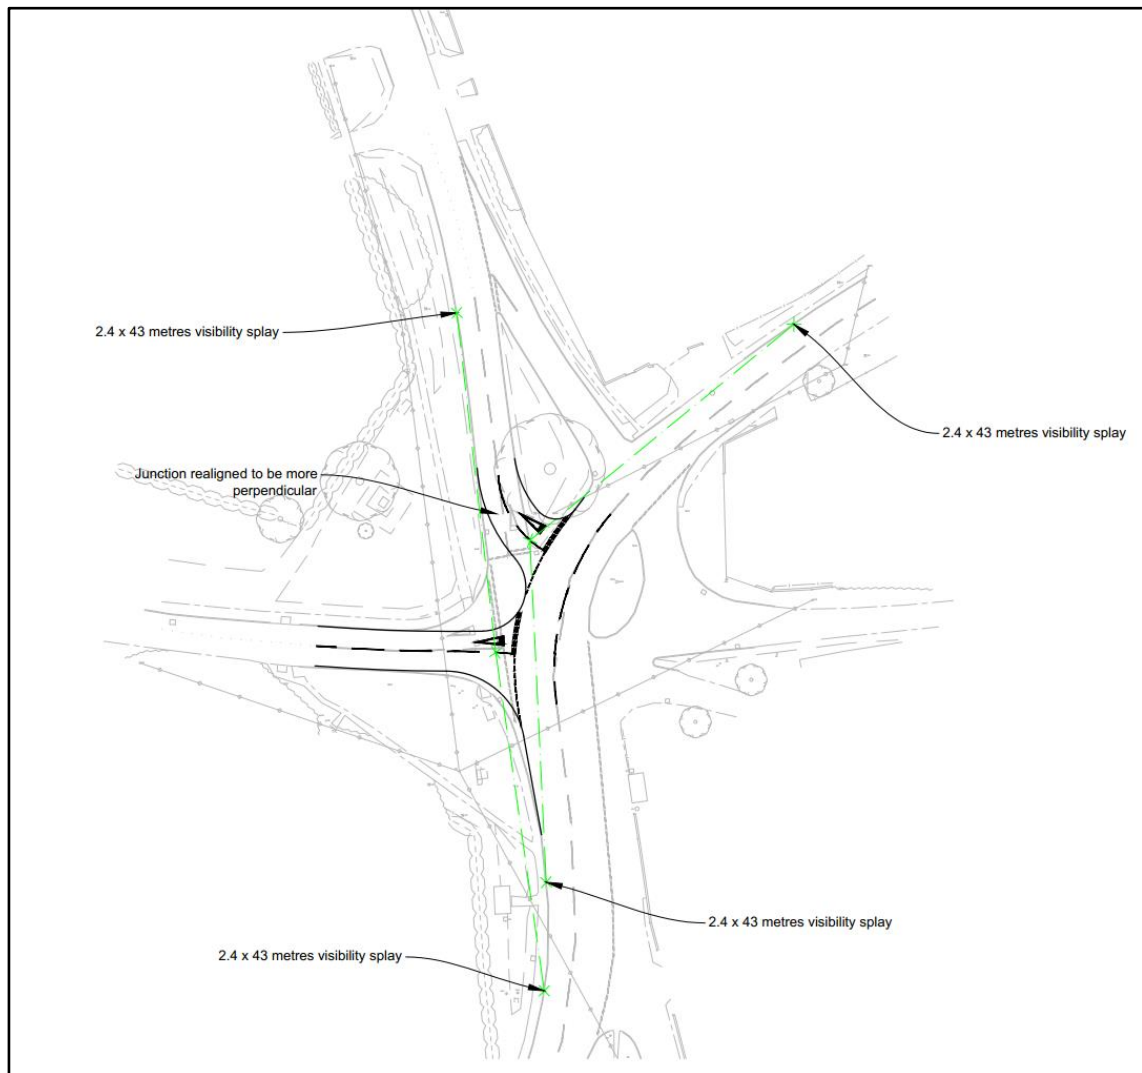 2.4 x 43 metres visibility splay
2.4 x 43 metres visibility splay
Junction realigned to be more
perpendicular
2.4 x 43 metres visibility splay
2.4 x 43 metres visibility splay